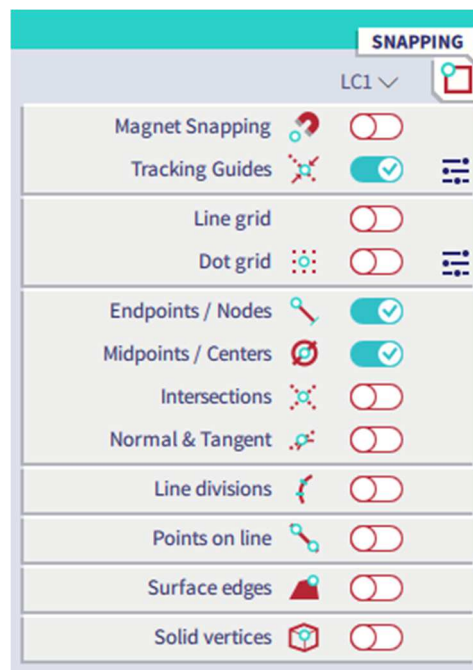 SNAPPING
LC1
Magnet Snapping
Tracking Guides
Line grid
Dot grid
Endpoints / Nodes
Midpoints / Centers
Intersections
Normal & Tangent
Line divisions
Points on line
Surface edges
Solid vertices